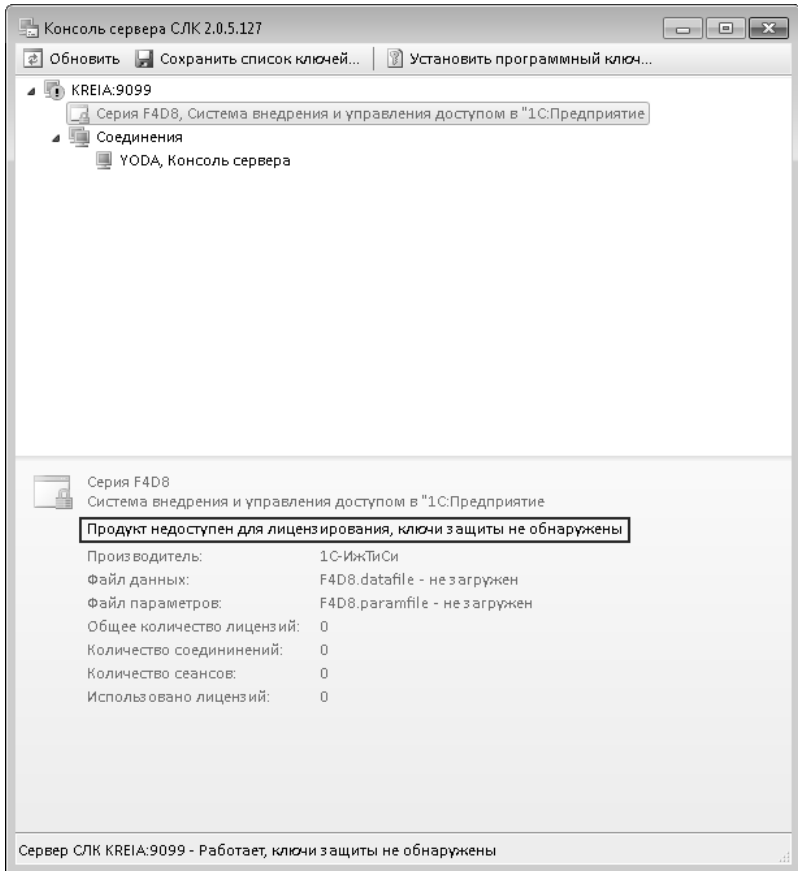 Консоль сервера СЛК 2.0.5.127
Обновить Сохранить список ключей... Установить программный ключ...
KREIA:9099
Серия F4D8, Система внедрения и управления доступом в "1С:Предприятие
Соединения
YODA, Консоль сервера
Серия F4D8
Система внедрения и управления доступом в "1С:Предприятие
Продукт недоступен для лицензирования, ключи защиты не обнаружены
Производитель: 1С-ИжТиСи
Файл данных: F4D8.datafile - не загружен
Файл параметров: F4D8.paramfile - не загружен
Общее количество лицензий: 0
Количество соедининений: 0
Количество сеансов: 0
Использовано лицензий: 0
Сервер СЛК KREIA:9099 - Работает, ключи защиты не обнаружены